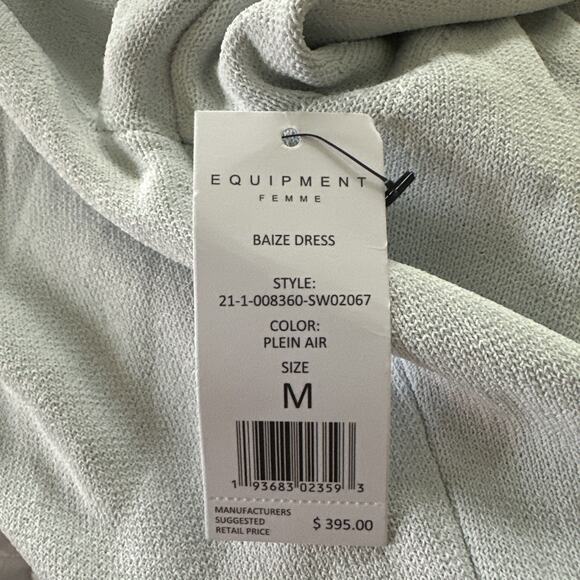 EQUIPMENT
FEMME
BAIZE DRESS
STYLE:
21-1-008360-SW02067
COLOR:
PLEIN AIR
SIZE
M
1 93683 02359 3
MANUFACTURERS
SUGGESTED
RETAIL PRICE
$ 395.00